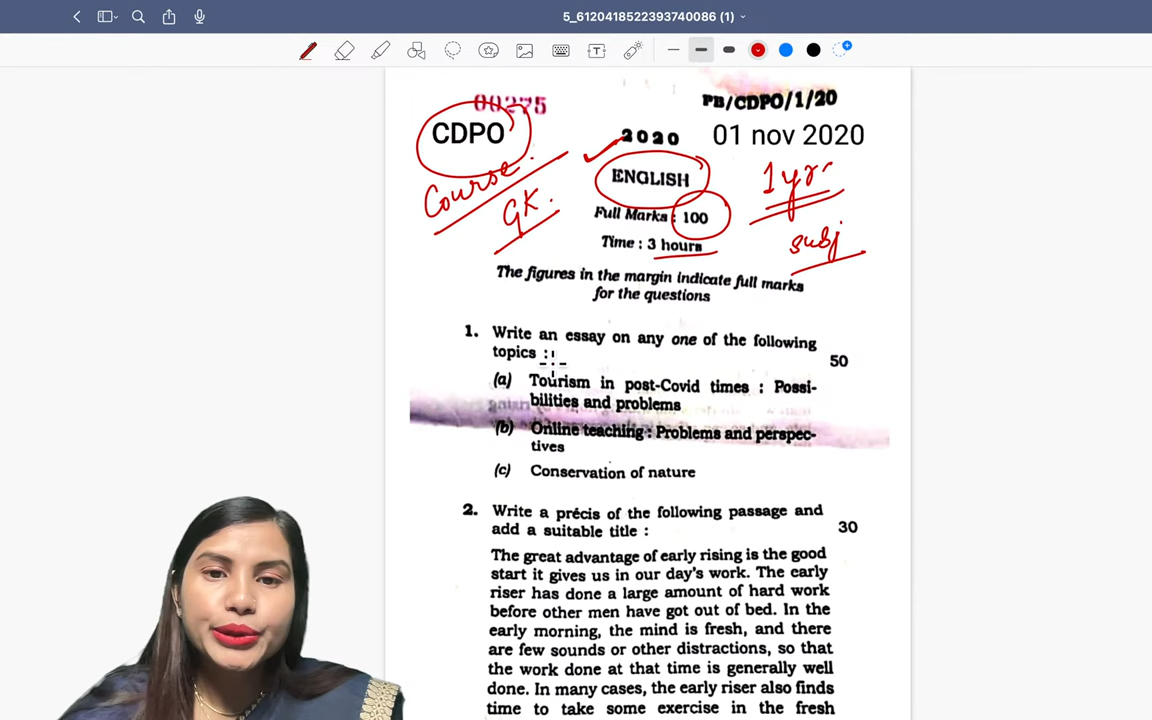 5_6120418522393740086 (1)
00275
PB/CDPO/1/20
CDPO
2020
01 nov 2020
Course.
ENGLISH
1yr
GK.
Full Marks : 100
subj
Time : 3 hours
The figures in the margin indicate full marks
for the questions
1. Write an essay on any one of the following
topics :
50
(a) Tourism in post-Covid times : Possi-
bilities and problems
(b) Online teaching : Problems and perspec-
tives
(c) Conservation of nature
2. Write a précis of the following passage and
add a suitable title :
30
The great advantage of early rising is the good
start it gives us in our day's work. The early
riser has done a large amount of hard work
before other men have got out of bed. In the
early morning, the mind is fresh, and there
are few sounds or other distractions, so that
the work done at that time is generally well
done. In many cases, the early riser also finds
time to take some exercise in the fresh